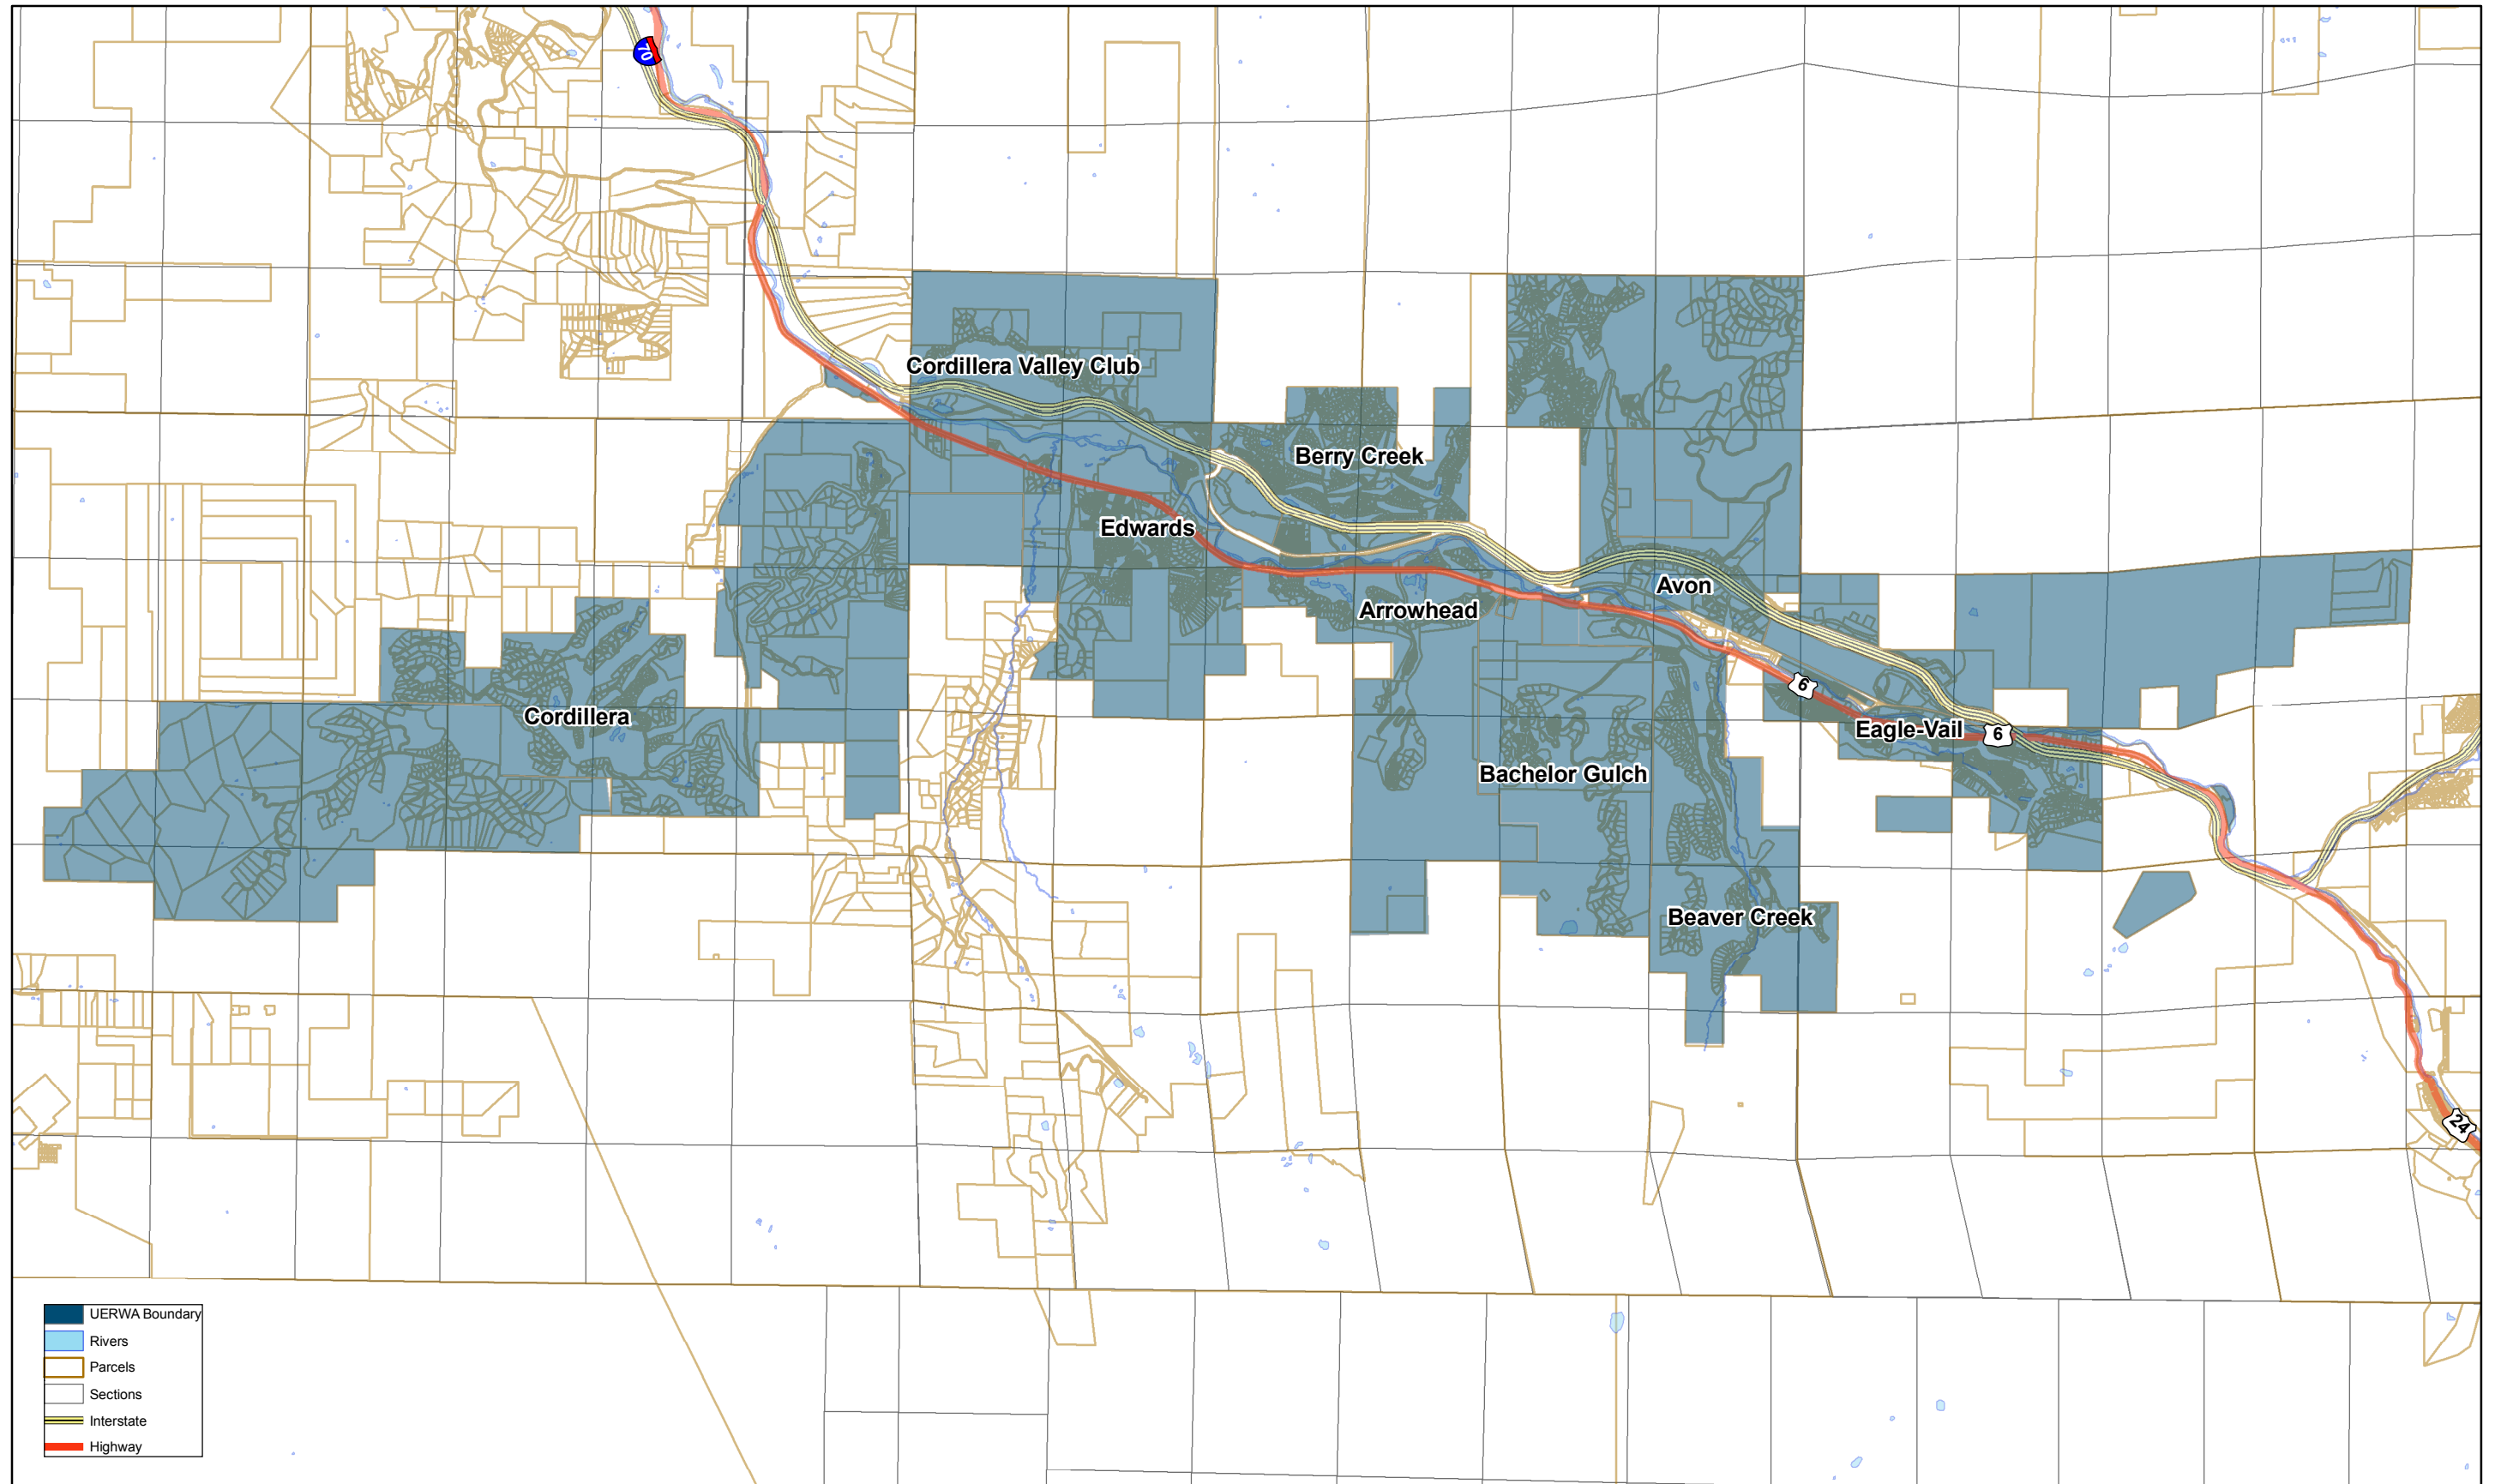 70
Cordillera Valley Club
Berry Creek
Edwards
Avon
Arrowhead
6
Cordillera
Eagle-Vail
6
Bachelor Gulch
Beaver Creek
24
UERWA Boundary
Rivers
Parcels
Sections
Interstate
Highway